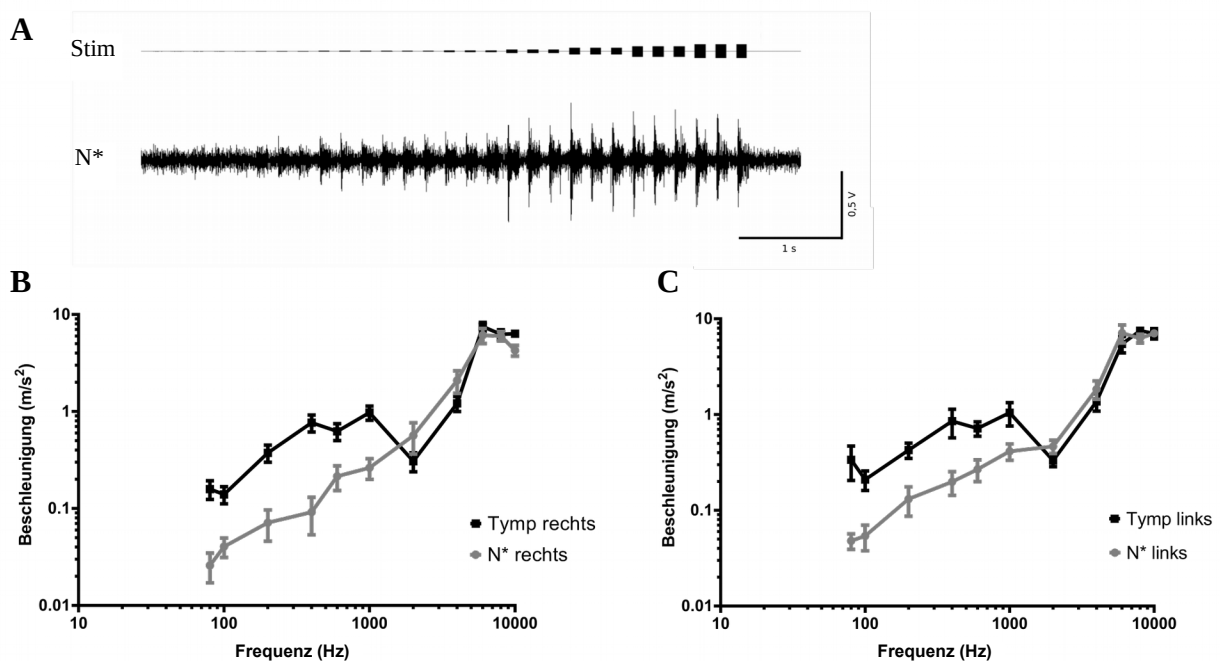 A
Stim
N*
0,5 V
1 s
B
C
10
1
0.1
0.01
10
100
1000
10000
Beschleunigung (m/s²)
Frequenz (Hz)
Tymp rechts
N* rechts
10
1
0.1
0.01
10
100
1000
10000
Beschleunigung (m/s²)
Frequenz (Hz)
Tymp links
N* links